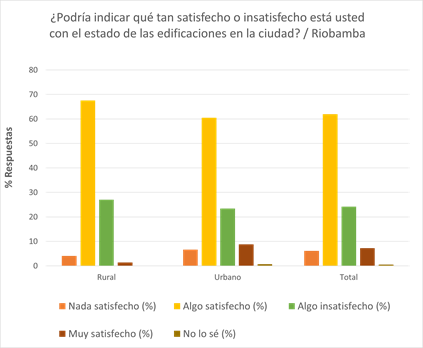 ¿Podría indicar qué tan satisfecho o insatisfecho está usted
con el estado de las edificaciones en la ciudad? / Riobamba
80
70
60
50
40
30
20
10
0
% Respuestas
Rural
Urbano
Total
Nada satisfecho (%)
Algo satisfecho (%)
Algo insatisfecho (%)
Muy satisfecho (%)
No lo sé (%)